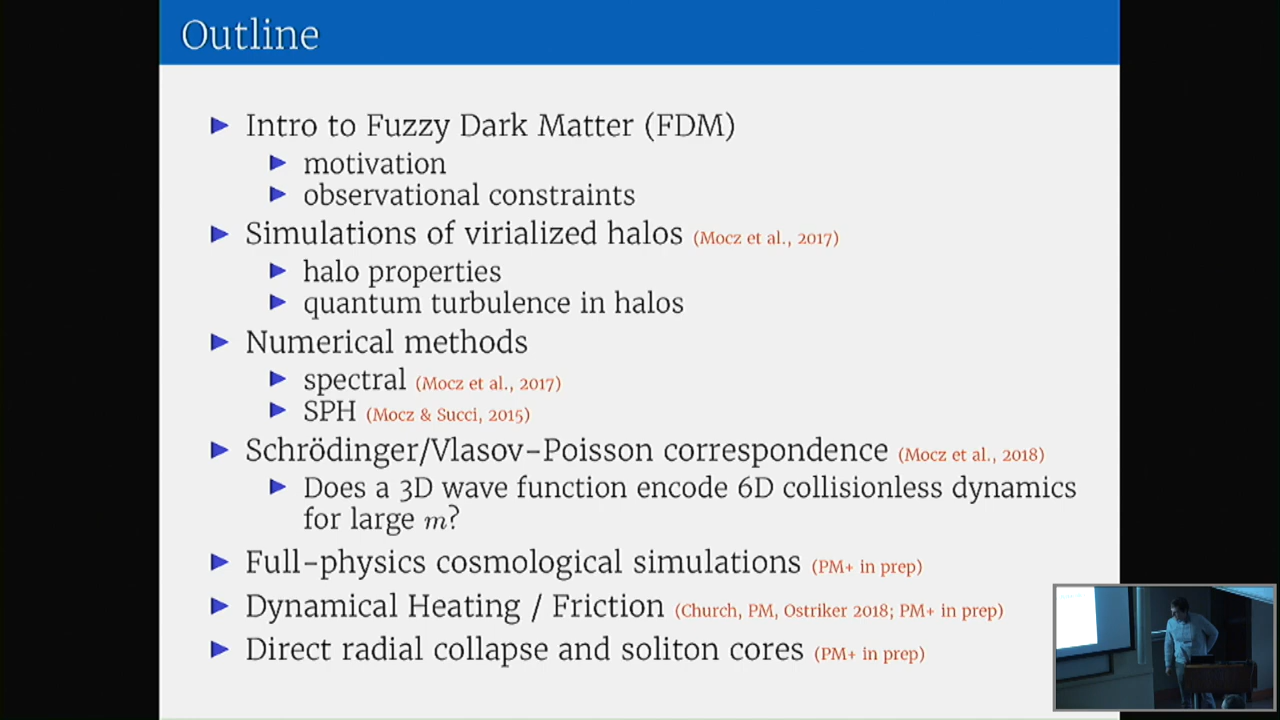 Outline
Intro to Fuzzy Dark Matter (FDM)
motivation
observational constraints
Simulations of virialized halos (Mocz et al., 2017)
halo properties
quantum turbulence in halos
Numerical methods
spectral (Mocz et al., 2017)
SPH (Mocz & Succi, 2015)
Schrödinger/Vlasov–Poisson correspondence (Mocz et al., 2018)
Does a 3D wave function encode 6D collisionless dynamics
for large m?
Full-physics cosmological simulations (PM+ in prep)
Dynamical Heating / Friction (Church, PM, Ostriker 2018; PM+ in prep)
Direct radial collapse and soliton cores (PM+ in prep)